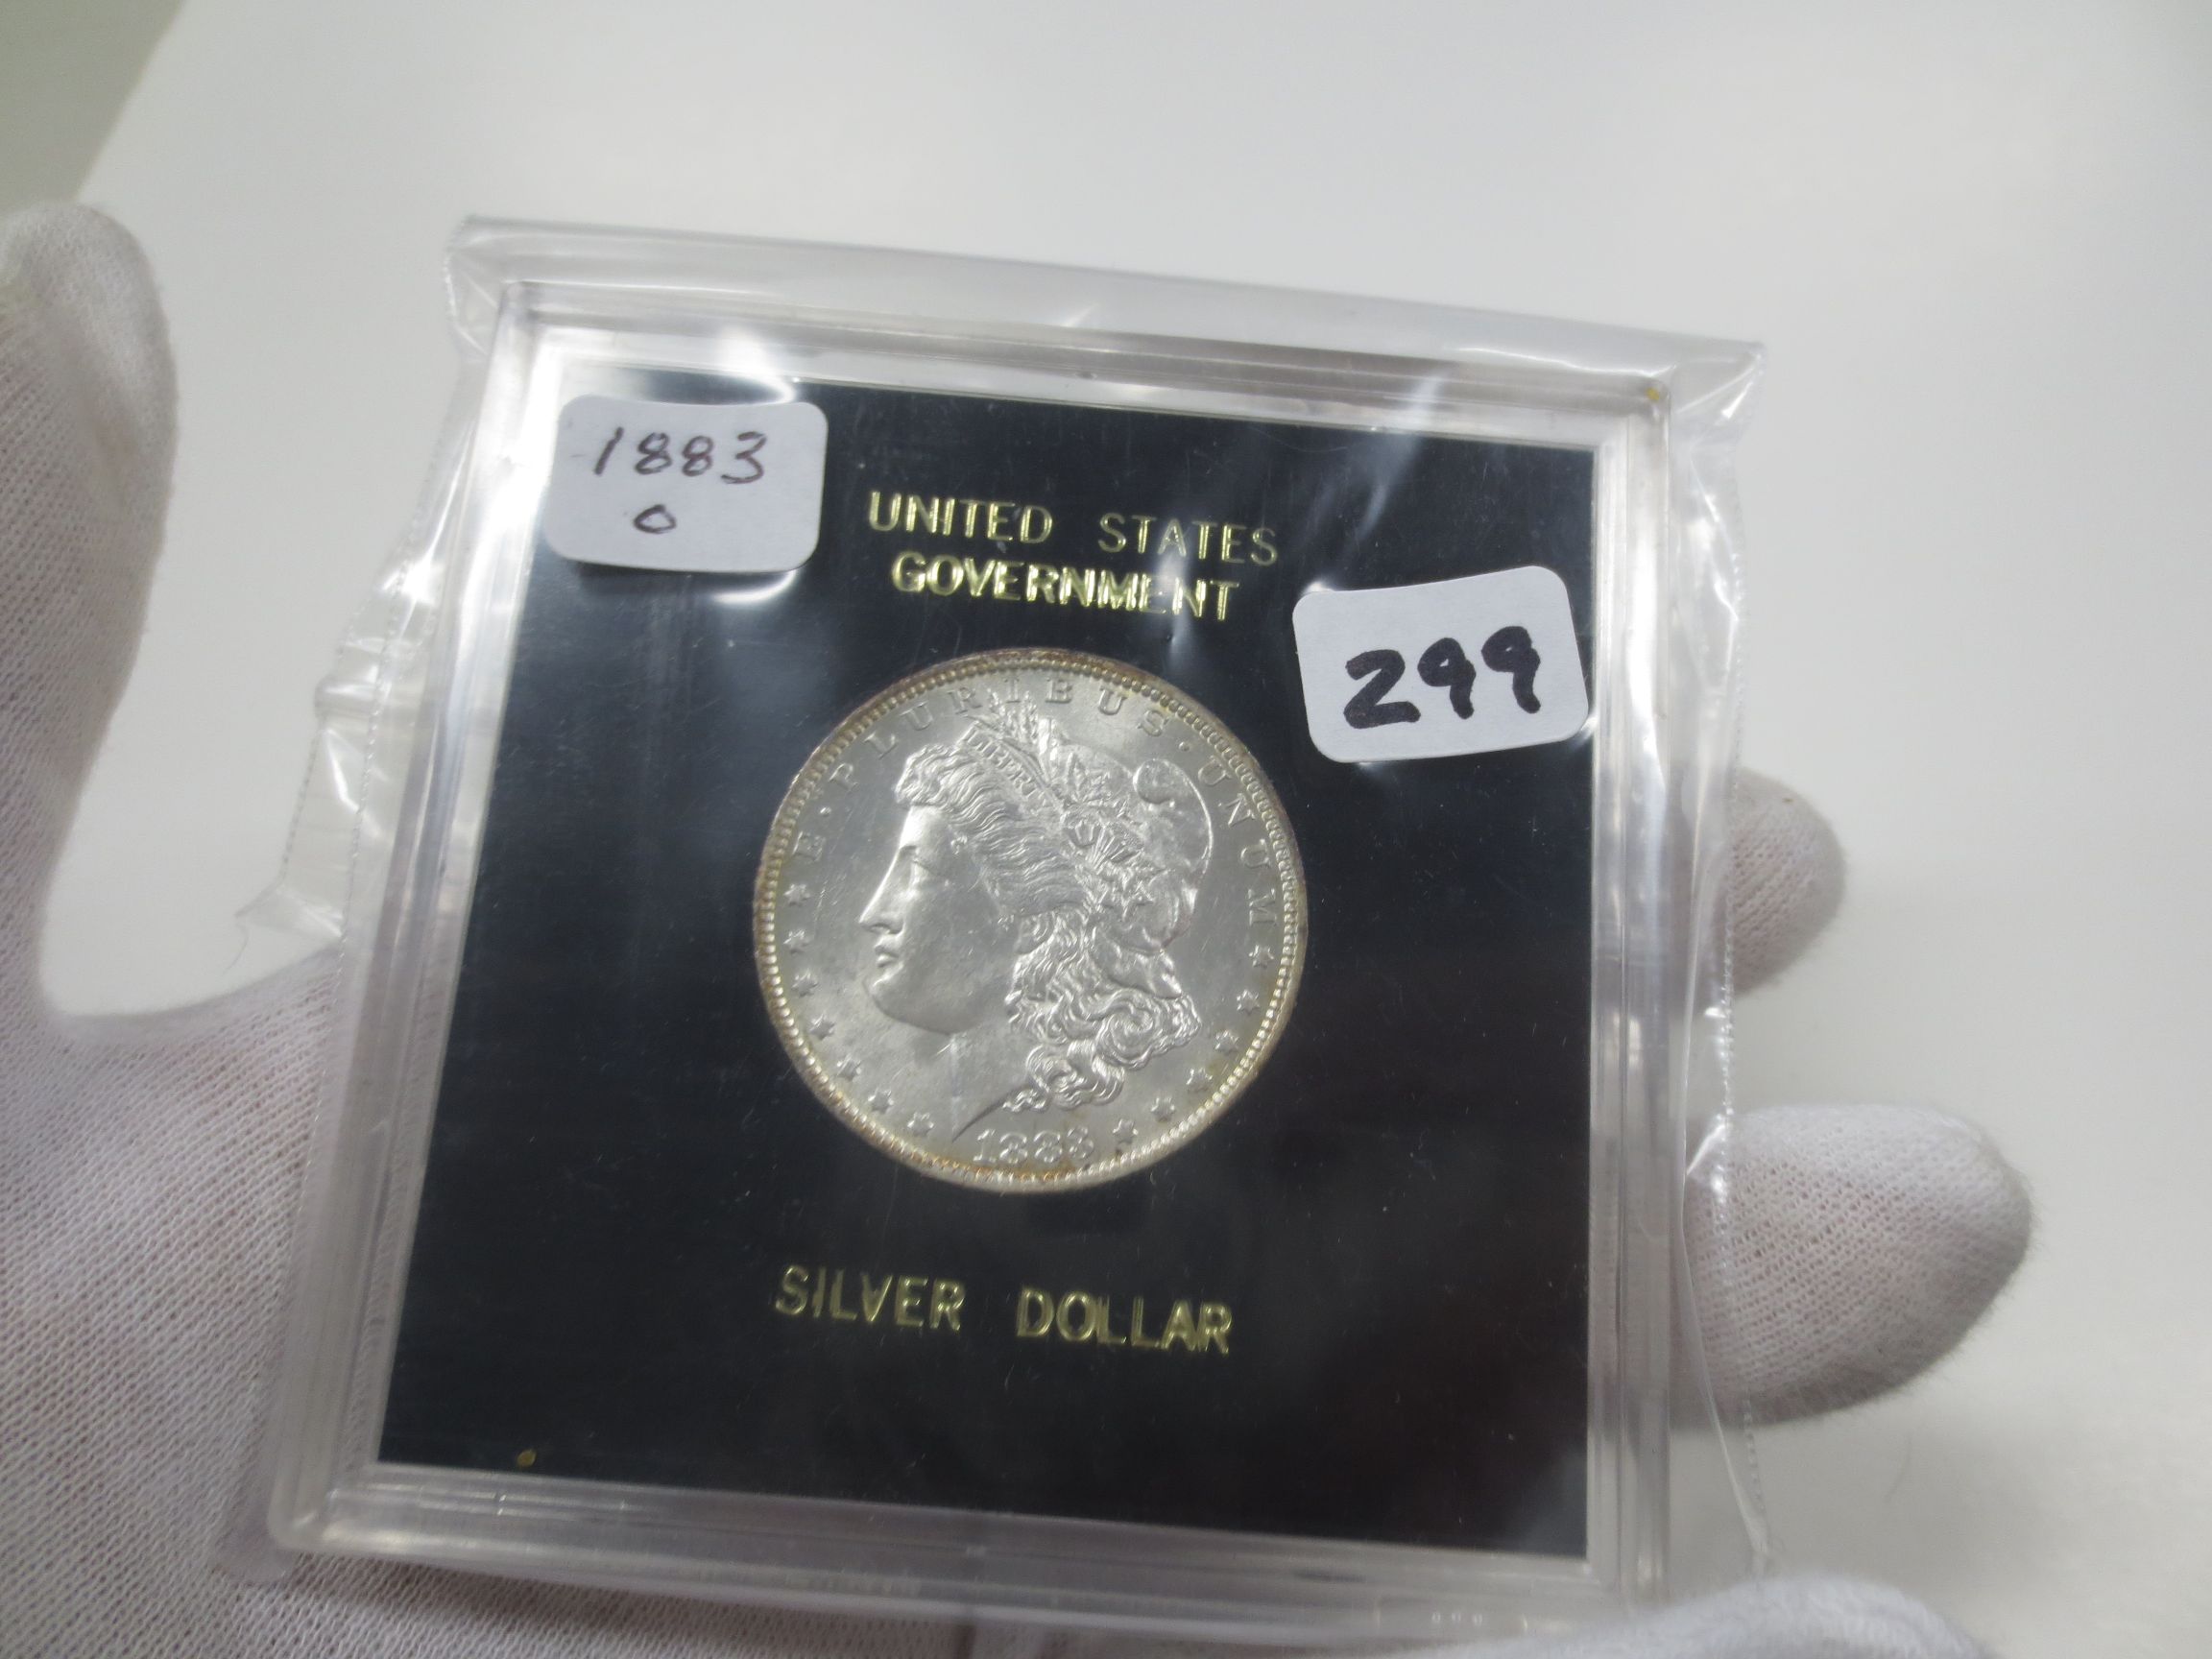 1883
O
UNITED STATES
GOVERNMENT
299
E·PLURIBUS·UNUM
LIBERTY
1883
SILVER DOLLAR